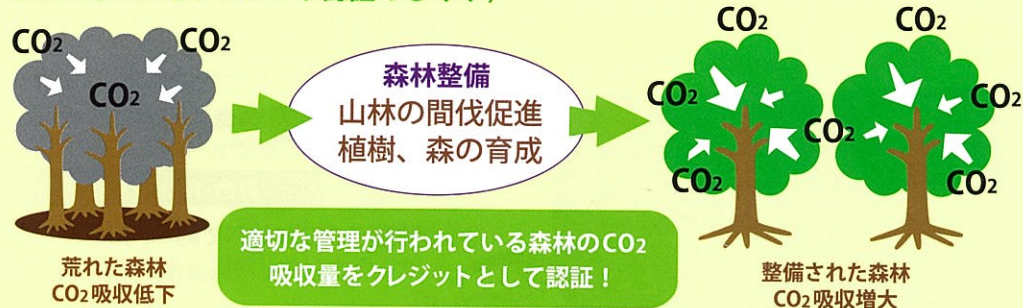 CO2
CO2
CO2
荒れた森林
CO2吸収低下
森林整備
山林の間伐促進
植樹、森の育成
適切な管理が行われている森林のCO2
吸収量をクレジットとして認証！
CO2
CO2
CO2
CO2
CO2
CO2
CO2
整備された森林
CO2吸収増大